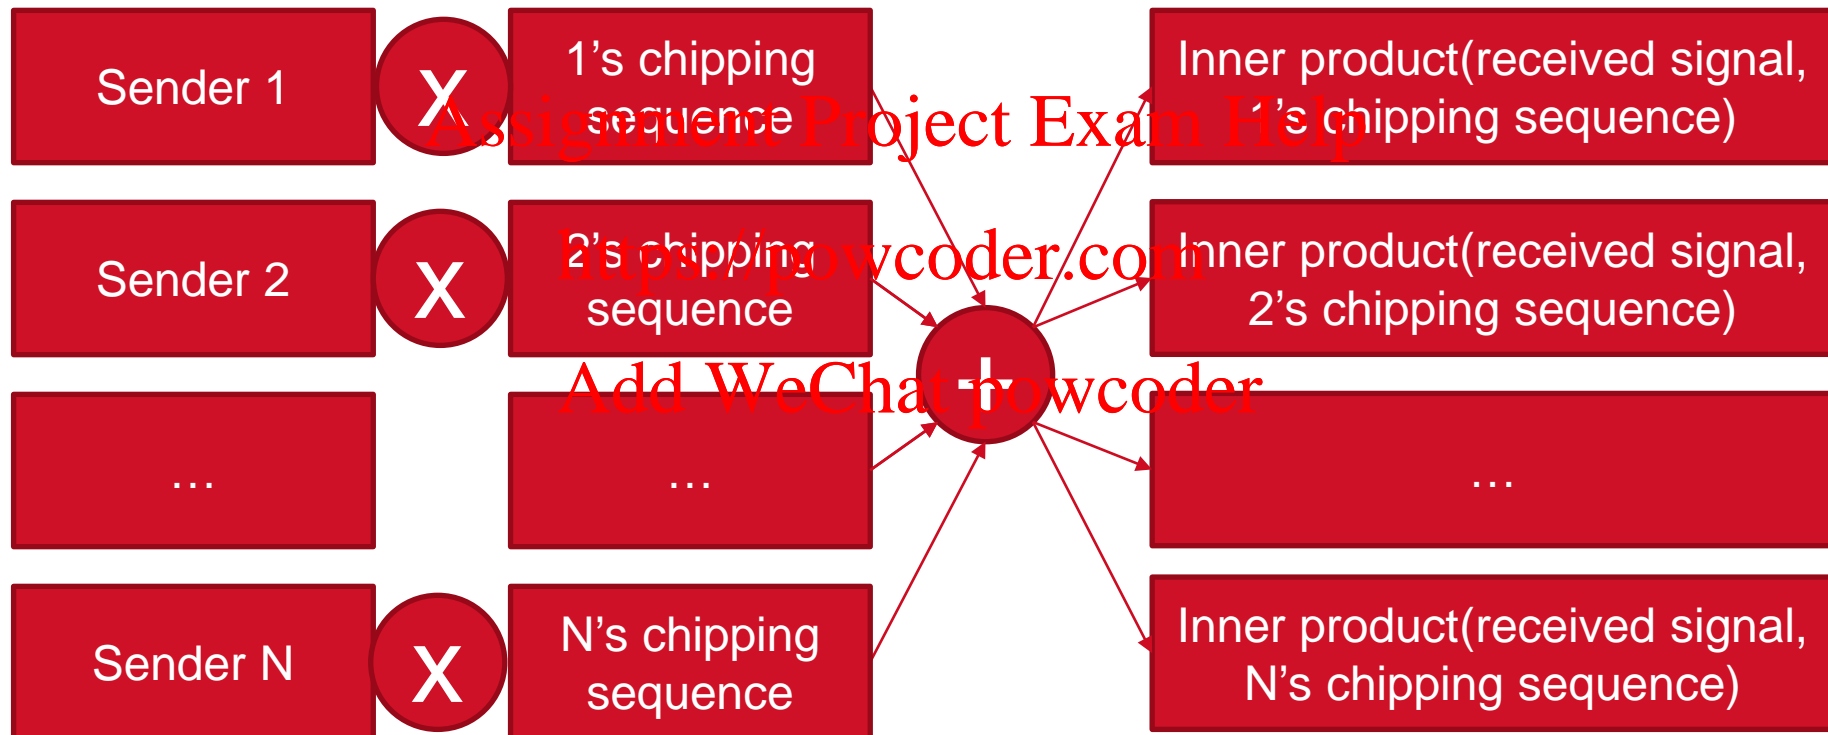 Sender 1
x
1’s chipping
sequence
Inner product(received signal,
1’s chipping sequence)
Assignment Project Exam Help
Sender 2
x
2’s chipping
sequence
Inner product(received signal,
2’s chipping sequence)
https://powcoder.com
+
Add WeChat powcoder
…
…
…
Sender N
x
N’s chipping
sequence
Inner product(received signal,
N’s chipping sequence)